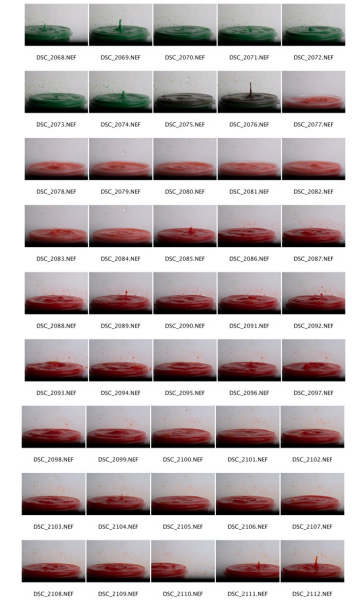 DSC_2068.NEF DSC_2069.NEF DSC_2070.NEF DSC_2071.NEF DSC_2072.NEF
DSC_2073.NEF DSC_2074.NEF DSC_2075.NEF DSC_2076.NEF DSC_2077.NEF
DSC_2078.NEF DSC_2079.NEF DSC_2080.NEF DSC_2081.NEF DSC_2082.NEF
DSC_2083.NEF DSC_2084.NEF DSC_2085.NEF DSC_2086.NEF DSC_2087.NEF
DSC_2088.NEF DSC_2089.NEF DSC_2090.NEF DSC_2091.NEF DSC_2092.NEF
DSC_2093.NEF DSC_2094.NEF DSC_2095.NEF DSC_2096.NEF DSC_2097.NEF
DSC_2098.NEF DSC_2099.NEF DSC_2100.NEF DSC_2101.NEF DSC_2102.NEF
DSC_2103.NEF DSC_2104.NEF DSC_2105.NEF DSC_2106.NEF DSC_2107.NEF
DSC_2108.NEF DSC_2109.NEF DSC_2110.NEF DSC_2111.NEF DSC_2112.NEF